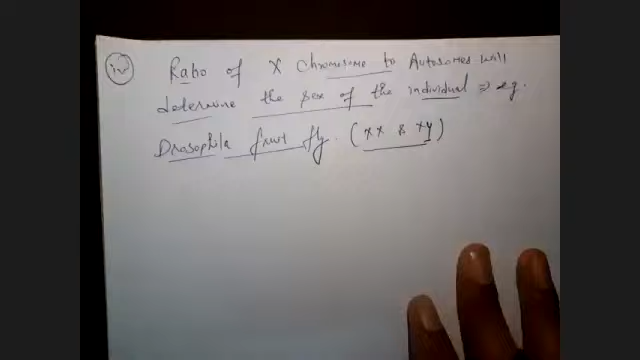 iv) Ratio of X chromosome to Autosomes will
determine the sex of the individual => eg.
Drosophila fruit fly. (XX & XY)